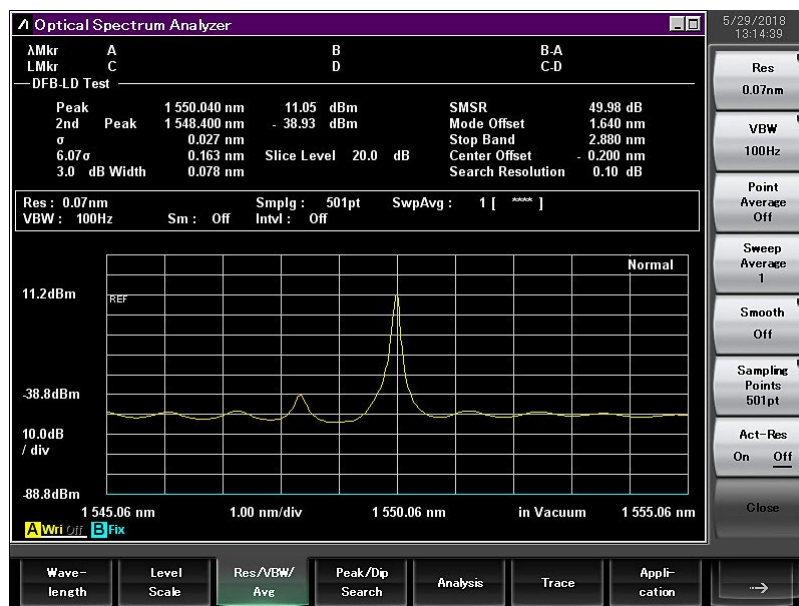 Optical Spectrum Analyzer
5/29/2018
13:14:39
λMkr A B B-A
LMkr C D C-D
DFB-LD Test
Peak 1 550.040 nm 11.05 dBm SMSR 49.98 dB
2nd Peak 1 548.400 nm - 38.93 dBm Mode Offset 1.640 nm
σ 0.027 nm Stop Band 2.880 nm
6.07σ 0.163 nm Slice Level 20.0 dB Center Offset - 0.200 nm
3.0 dB Width 0.078 nm Search Resolution 0.10 dB
Res : 0.07nm Smplg : 501pt SwpAvg : 1 [ **** ]
VBW : 100Hz Sm : Off Intvl : Off
Normal
11.2dBm
REF
-38.8dBm
10.0dB
/ div
-88.8dBm
1 545.06 nm 1.00 nm/div 1 550.06 nm in Vacuum 1 555.06 nm
A Wri Off B Fix
Res
0.07nm
VBW
100Hz
Point
Average
Off
Sweep
Average
1
Smooth
Off
Sampling
Points
501pt
Act-Res
On Off
Close
Wave-
length
Level
Scale
Res/VBW/
Avg
Peak/Dip
Search
Analysis
Trace
Appli-
cation
→